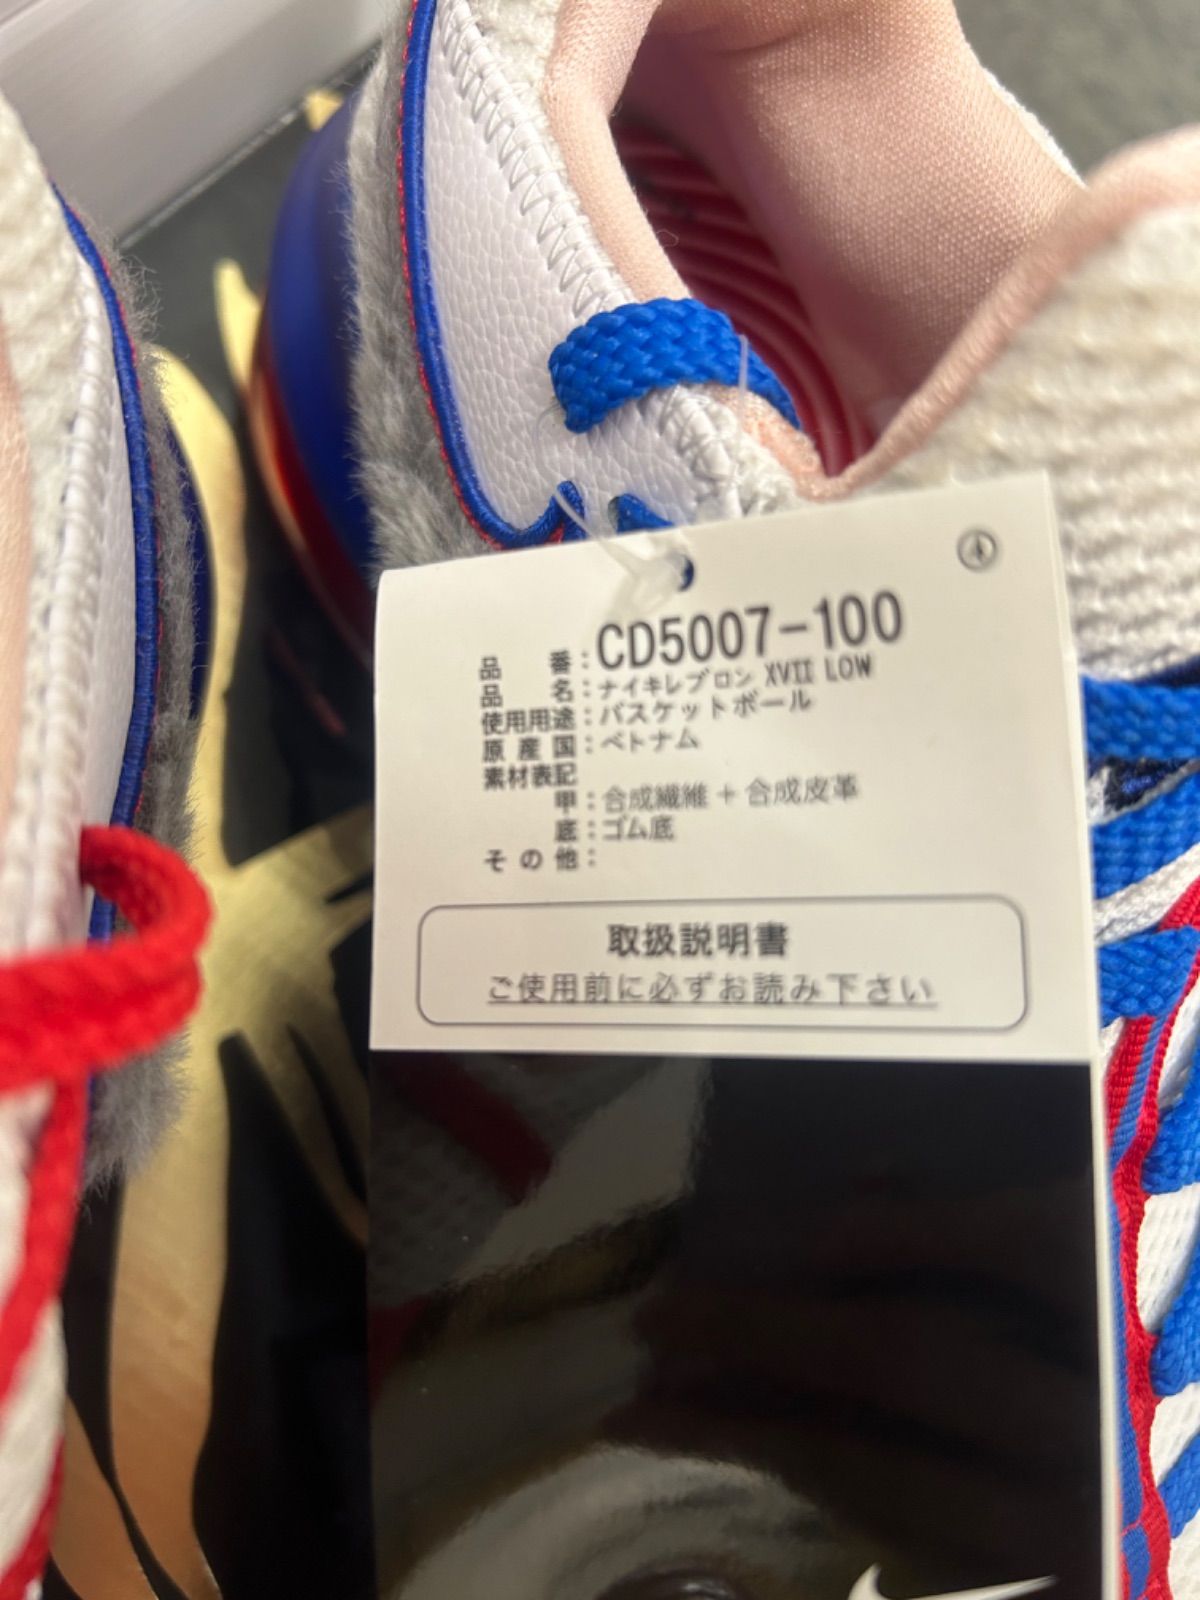 ④
品番:CD5007-100
品名:ナイキレブロン XVII LOW
使用用途:バスケットボール
原産国:ベトナム
素材表記
甲:合成繊維+合成皮革
底:ゴム底
その他:
取扱説明書
ご使用前に必ずお読み下さい